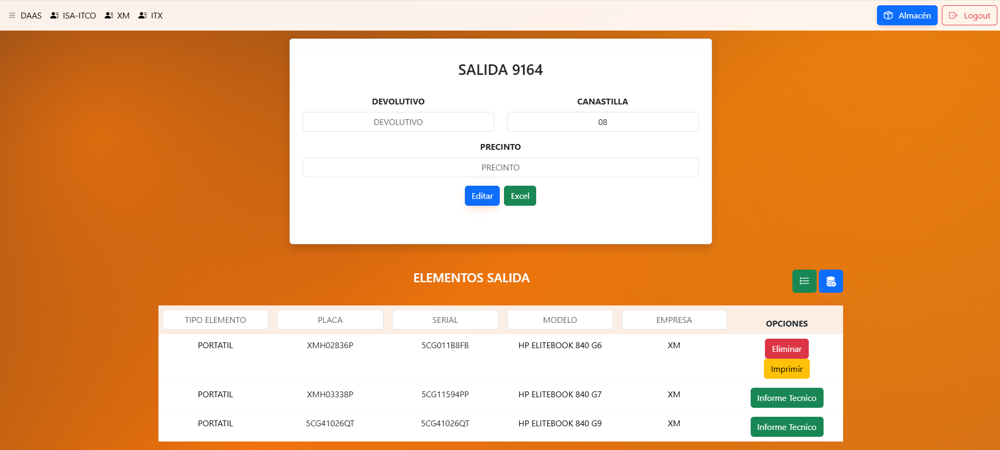 DAAS ISA-ITCO XM ITX Almacén Logout
SALIDA 9164
DEVOLUTIVO CANASTILLA
DEVOLUTIVO 08
PRECINTO
PRECINTO
Editar Excel
ELEMENTOS SALIDA
TIPO ELEMENTO PLACA SERIAL MODELO EMPRESA OPCIONES
PORTATIL XMH02836P 5CG011B8FB HP ELITEBOOK 840 G6 XM Eliminar
Imprimir
PORTATIL XMH03338P 5CG11594PP HP ELITEBOOK 840 G7 XM Informe Tecnico
PORTATIL 5CG41026QT 5CG41026QT HP ELITEBOOK 840 G9 XM Informe Tecnico